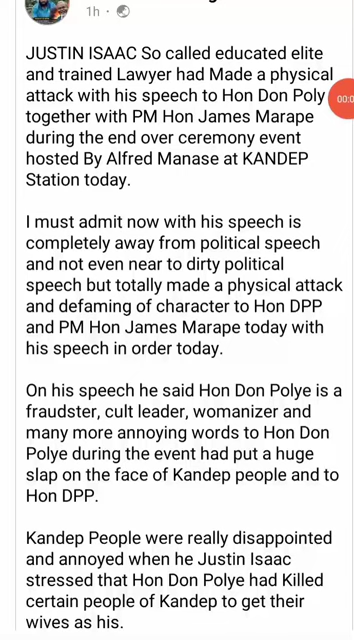 1h ·
JUSTIN ISAAC So called educated elite
and trained Lawyer had Made a physical
attack with his speech to Hon Don Poly
together with PM Hon James Marape
during the end over ceremony event
hosted By Alfred Manase at KANDEP
Station today.
I must admit now with his speech is
completely away from political speech
and not even near to dirty political
speech but totally made a physical attack
and defaming of character to Hon DPP
and PM Hon James Marape today with
his speech in order today.
On his speech he said Hon Don Polye is a
fraudster, cult leader, womanizer and
many more annoying words to Hon Don
Polye during the event had put a huge
slap on the face of Kandep people and to
Hon DPP.
Kandep People were really disappointed
and annoyed when he Justin Isaac
stressed that Hon Don Polye had Killed
certain people of Kandep to get their
wives as his.